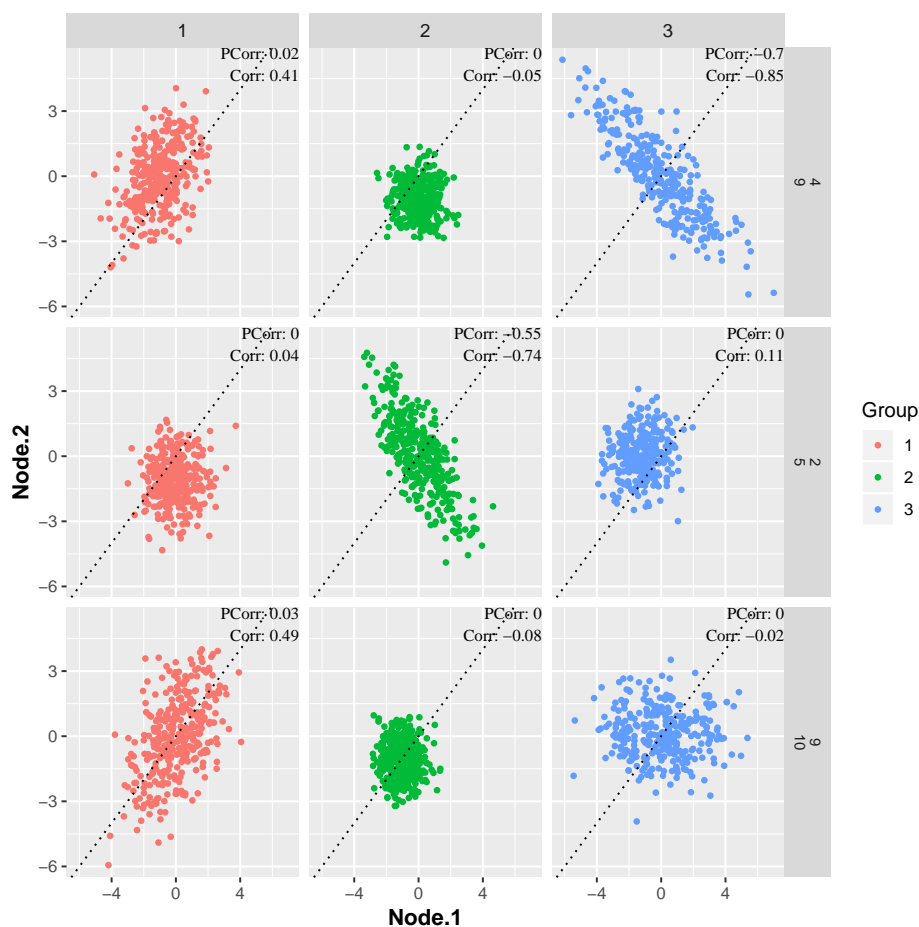 1 2 3
PCorr: 0.02 PCorr: 0 PCorr: −0.7
Corr: 0.41 Corr: −0.05 Corr: −0.85
3
0
−3
−6
4
9
PCorr: 0 PCorr: −0.55 PCorr: 0
Corr: 0.04 Corr: −0.74 Corr: 0.11
3
0
−3
−6
2
5
PCorr: 0.03 PCorr: 0 PCorr: 0
Corr: 0.49 Corr: −0.08 Corr: −0.02
3
0
−3
−6
9
10
−4 0 4 −4 0 4 −4 0 4
Node.1
Node.2
Group
1
2
3